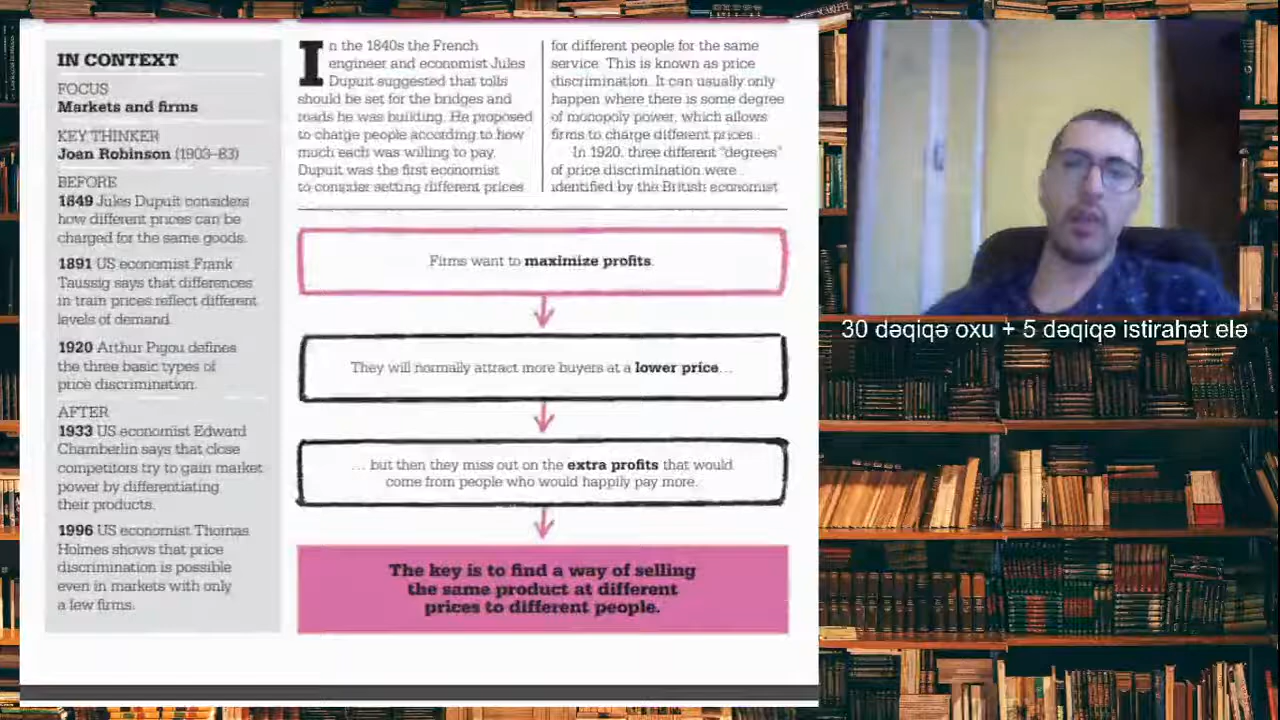 IN CONTEXT
FOCUS
Markets and firms
KEY THINKER
Joan Robinson (1903–83)
BEFORE
1849 Jules Dupuit considers
how different prices can be
charged for the same goods.
1891 US economist Frank
Taussig says that differences
in train prices reflect different
levels of demand.
1920 Arthur Pigou defines
the three basic types of
price discrimination.
AFTER
1933 US economist Edward
Chamberlin says that close
competitors try to gain market
power by differentiating
their products.
1996 US economist Thomas
Holmes shows that price
discrimination is possible
even in markets with only
a few firms.
In the 1840s the French
engineer and economist Jules
Dupuit suggested that tolls
should be set for the bridges and
roads he was building. He proposed
to charge people according to how
much each was willing to pay.
Dupuit was the first economist
to consider setting different prices
for different people for the same
service. This is known as price
discrimination. It can usually only
happen where there is some degree
of monopoly power, which allows
firms to charge different prices.
In 1920, three different "degrees"
of price discrimination were
identified by the British economist
Firms want to maximize profits.
They will normally attract more buyers at a lower price...
... but then they miss out on the extra profits that would
come from people who would happily pay more.
The key is to find a way of selling
the same product at different
prices to different people.
30 dəqiqə oxu + 5 dəqiqə istirahət elə